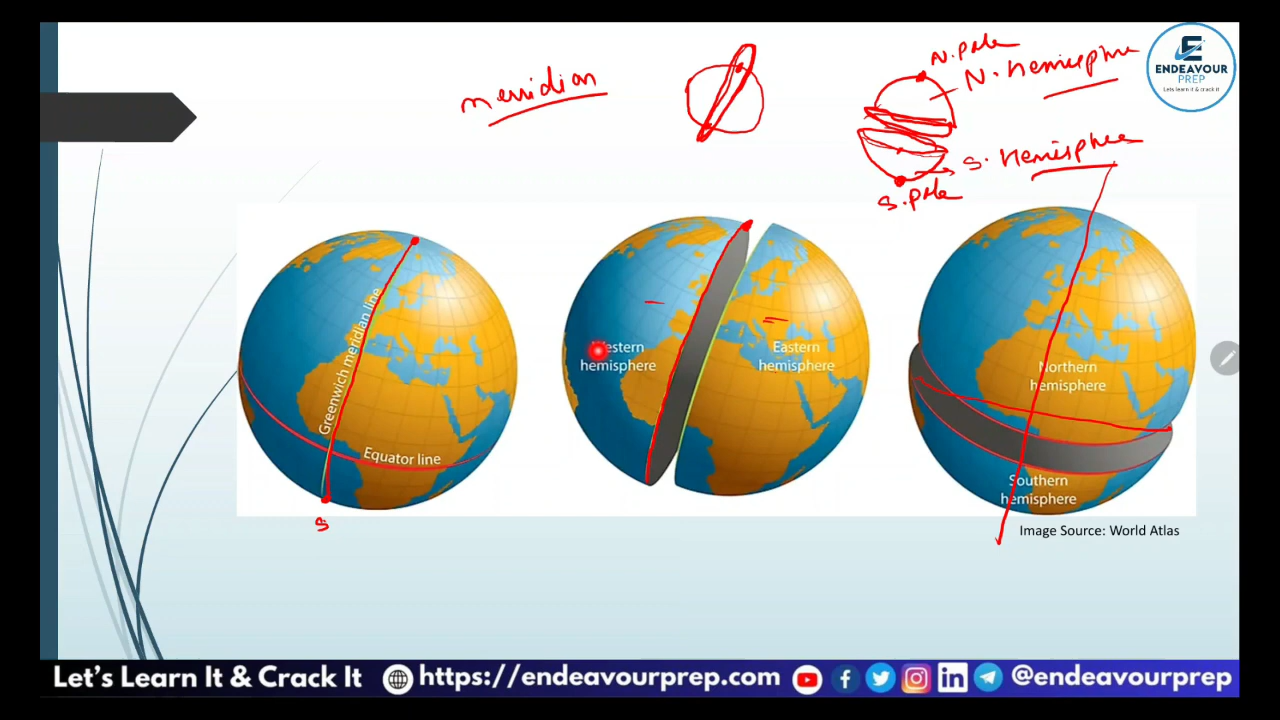 meridian
N. pole
N. Hemisphre
S. Hemisphere
S. pole
ENDEAVOUR
PREP
Lets learn it & crack it
Greenwich meridian line
Equator line
S
Western
hemisphere
Eastern
hemisphere
Northern
hemisphere
Southern
hemisphere
Image Source: World Atlas
Let's Learn It & Crack It https://endeavourprep.com @endeavourprep